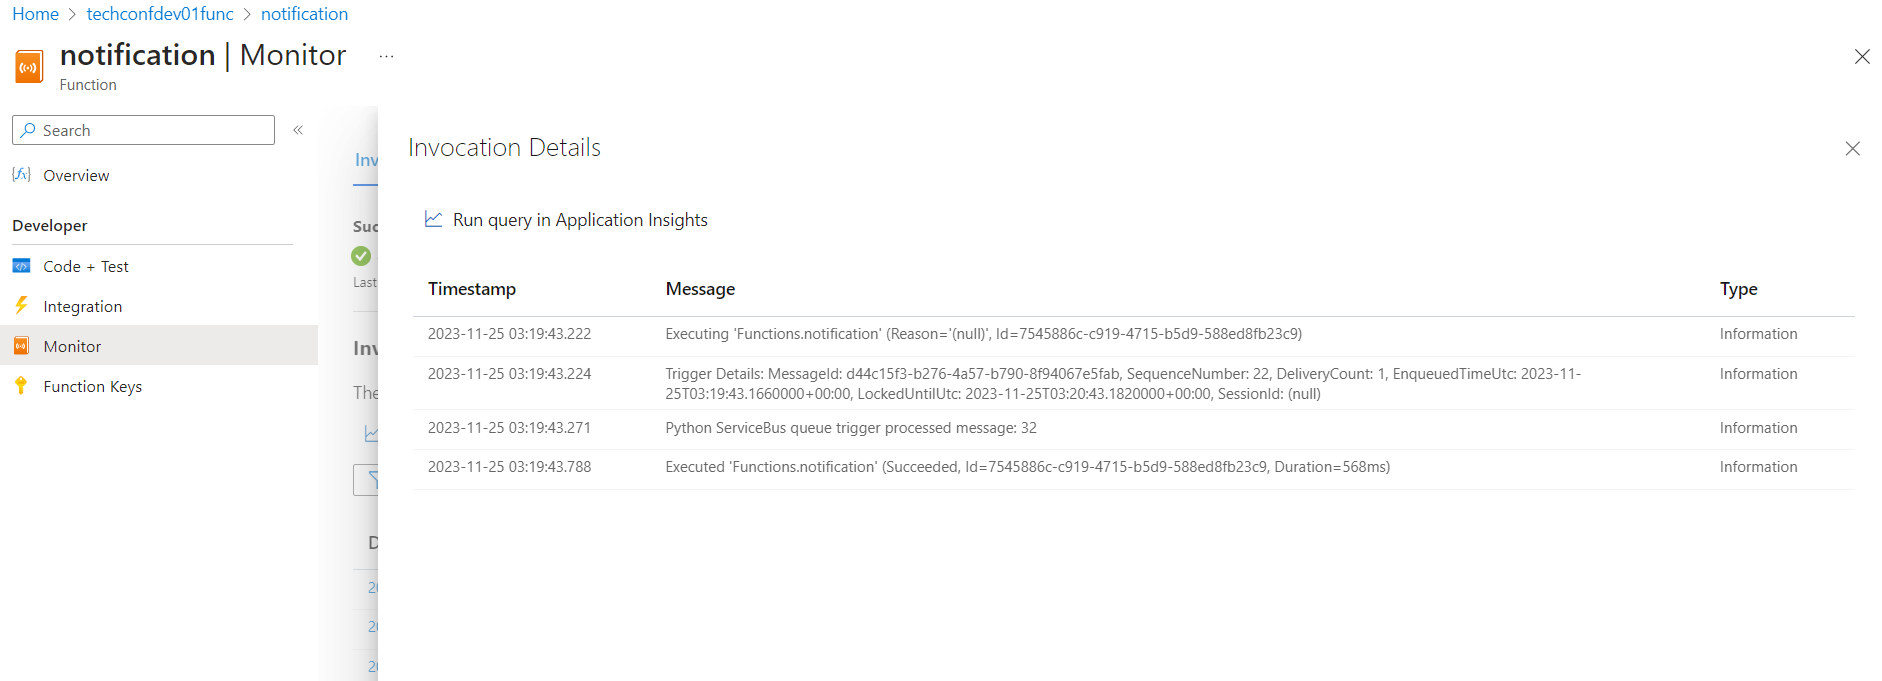 Home > techconfdev01func > notification
notification | Monitor ...
Function
Search «
Overview
Developer
Code + Test
Integration
Monitor
Function Keys
Inv
Suc
Last
Inv
The
D
20
20
20
Invocation Details
Run query in Application Insights
Timestamp Message Type
2023-11-25 03:19:43.222 Executing 'Functions.notification' (Reason='(null)', Id=7545886c-c919-4715-b5d9-588ed8fb23c9) Information
2023-11-25 03:19:43.224 Trigger Details: MessageId: d44c15f3-b276-4a57-b790-8f94067e5fab, SequenceNumber: 22, DeliveryCount: 1, EnqueuedTimeUtc: 2023-11- Information
25T03:19:43.1660000+00:00, LockedUntilUtc: 2023-11-25T03:20:43.1820000+00:00, SessionId: (null)
2023-11-25 03:19:43.271 Python ServiceBus queue trigger processed message: 32 Information
2023-11-25 03:19:43.788 Executed 'Functions.notification' (Succeeded, Id=7545886c-c919-4715-b5d9-588ed8fb23c9, Duration=568ms) Information